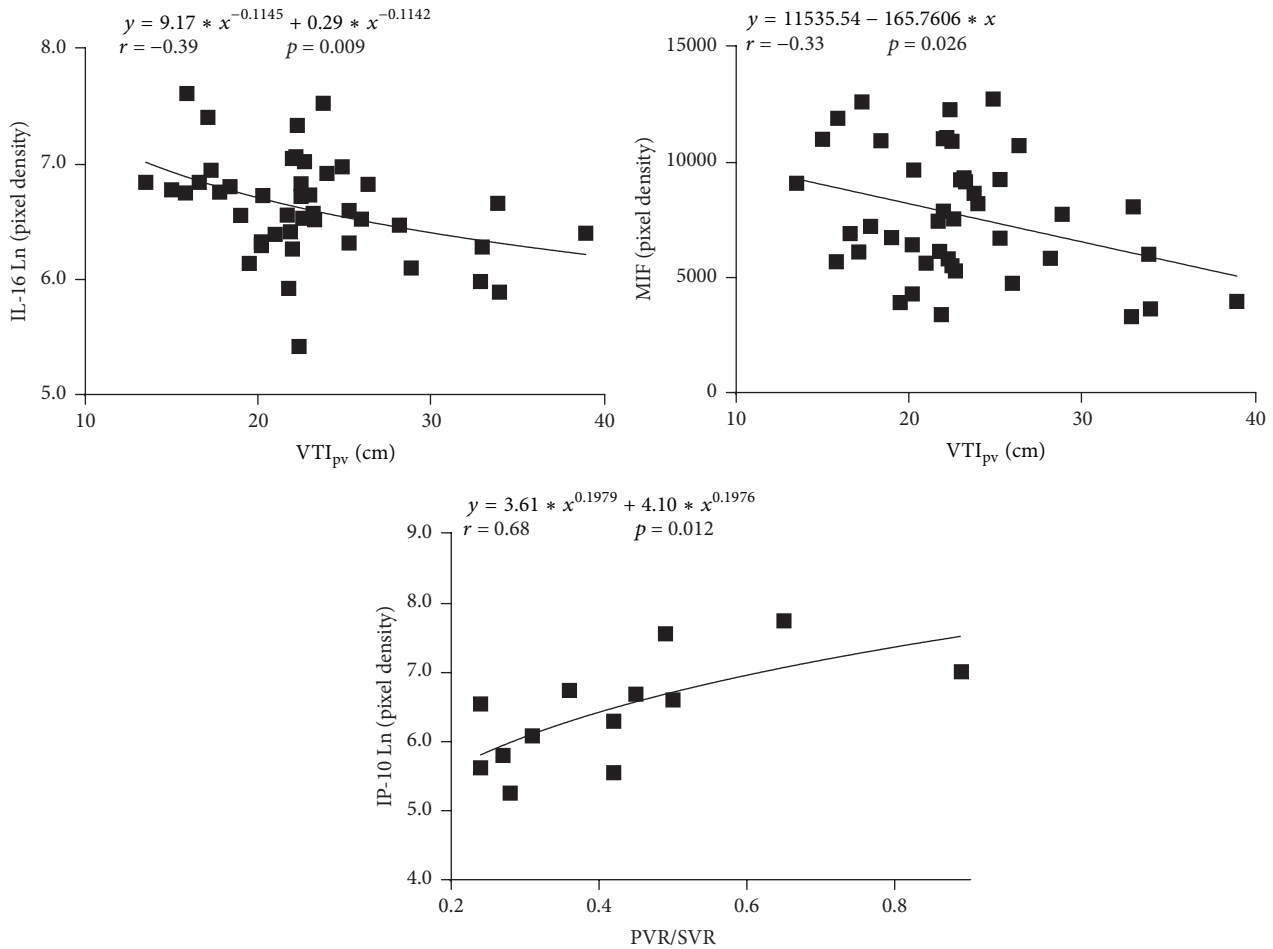 y = 9.17 * x^−0.1145 + 0.29 * x^−0.1142
r = −0.39 p = 0.009
8.0
7.0
6.0
5.0
IL-16 Ln (pixel density)
10 20 30 40
VTIpv (cm)
y = 11535.54 − 165.7606 * x
r = −0.33 p = 0.026
15000
10000
5000
0
MIF (pixel density)
10 20 30 40
VTIpv (cm)
y = 3.61 * x^0.1979 + 4.10 * x^0.1976
r = 0.68 p = 0.012
9.0
8.0
7.0
6.0
5.0
4.0
IP-10 Ln (pixel density)
0.2 0.4 0.6 0.8
PVR/SVR